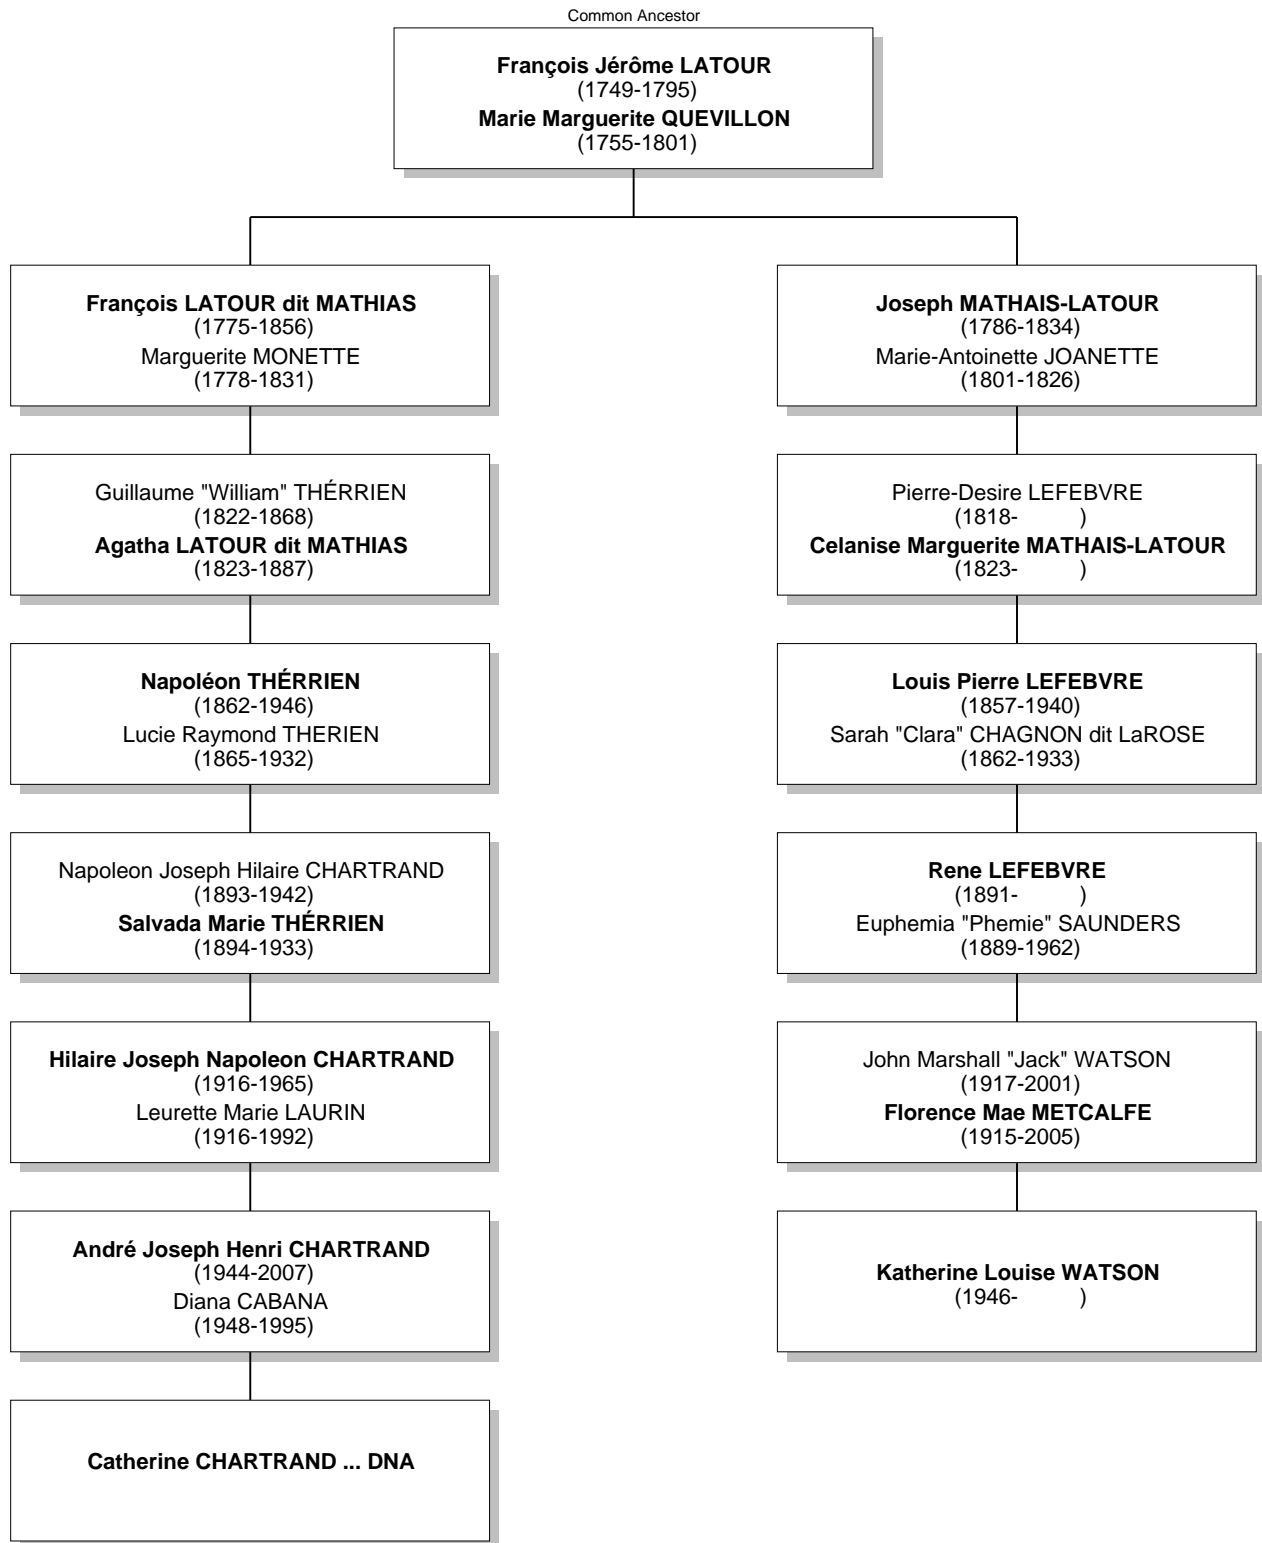 Common Ancestor
François Jérôme LATOUR
(1749-1795)
Marie Marguerite QUEVILLON
(1755-1801)
François LATOUR dit MATHIAS
(1775-1856)
Marguerite MONETTE
(1778-1831)
Joseph MATHAIS-LATOUR
(1786-1834)
Marie-Antoinette JOANETTE
(1801-1826)
Guillaume "William" THÉRRIEN
(1822-1868)
Agatha LATOUR dit MATHIAS
(1823-1887)
Pierre-Desire LEFEBVRE
(1818- )
Celanise Marguerite MATHAIS-LATOUR
(1823- )
Napoléon THÉRRIEN
(1862-1946)
Lucie Raymond THERIEN
(1865-1932)
Louis Pierre LEFEBVRE
(1857-1940)
Sarah "Clara" CHAGNON dit LaROSE
(1862-1933)
Napoleon Joseph Hilaire CHARTRAND
(1893-1942)
Salvada Marie THÉRRIEN
(1894-1933)
Rene LEFEBVRE
(1891- )
Euphemia "Phemie" SAUNDERS
(1889-1962)
Hilaire Joseph Napoleon CHARTRAND
(1916-1965)
Leurette Marie LAURIN
(1916-1992)
John Marshall "Jack" WATSON
(1917-2001)
Florence Mae METCALFE
(1915-2005)
André Joseph Henri CHARTRAND
(1944-2007)
Diana CABANA
(1948-1995)
Katherine Louise WATSON
(1946- )
Catherine CHARTRAND ... DNA